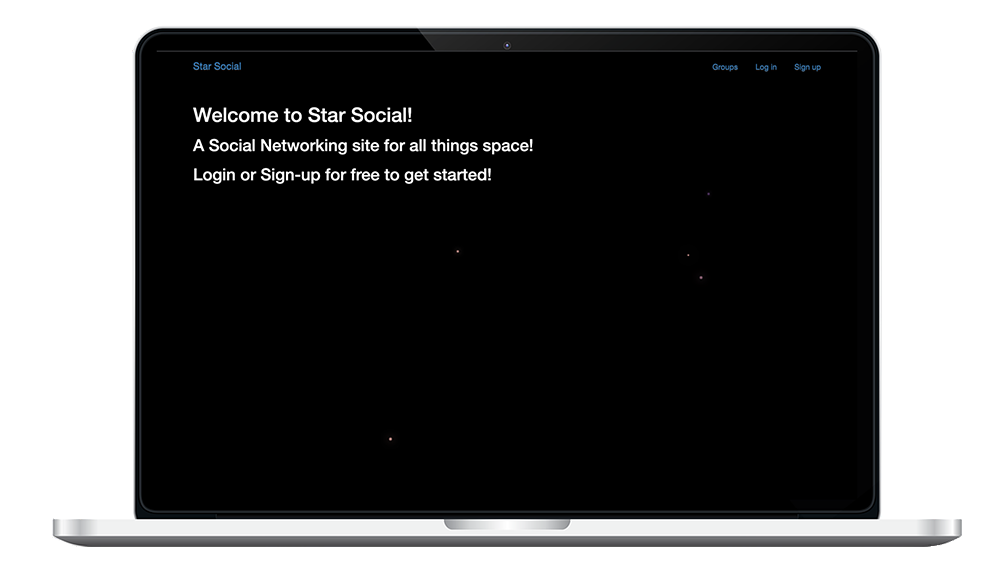 Star Social
Groups
Log in
Sign up
Welcome to Star Social!
A Social Networking site for all things space!
Login or Sign-up for free to get started!